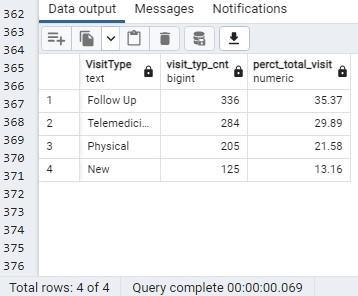 362
363
364
365
366
367
368
369
370
371
372
373
374
375
376
Data output Messages Notifications
VisitType visit_typ_cnt perct_total_visit
text bigint numeric
1 Follow Up 336 35.37
2 Telemedici... 284 29.89
3 Physical 205 21.58
4 New 125 13.16
Total rows: 4 of 4 Query complete 00:00:00.069